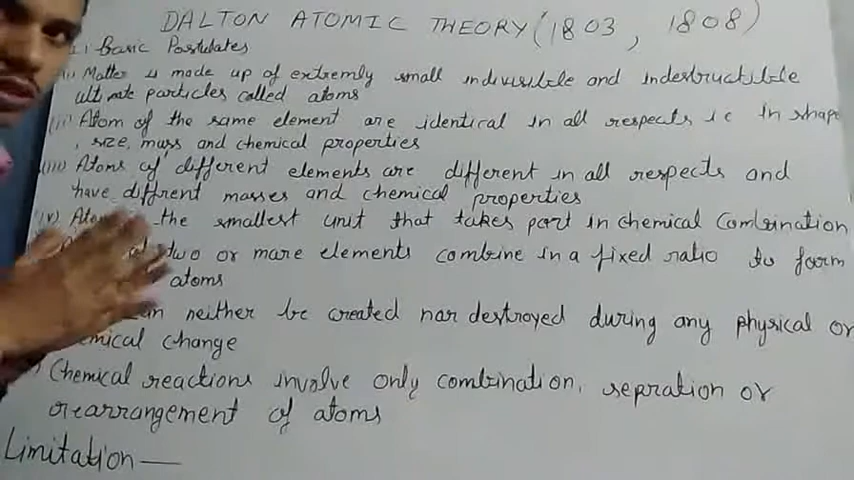 DALTON ATOMIC THEORY (1803, 1808)
Basic Postulates
(i) Matter is made up of extremly small indivisible and indestructible
ultimate particles called atoms
(ii) Atom of the same element are identical in all respects i.e in shape
, size, mass and chemical properties
(iii) Atoms of different elements are different in all respects and
have diffrent masses and chemical properties
the smallest unit that takes part in chemical Combination
two or more elements combine in a fixed ratio to form
atoms
neither be created nor destroyed during any physical or
change
Chemical reactions involve only combination, sepration or
rearrangement of atoms
Limitation —